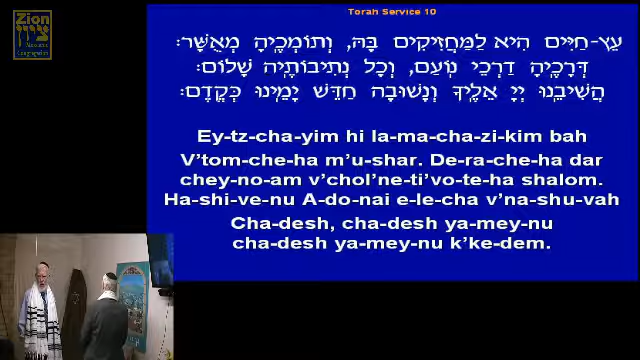 Torah Service 10
Zion
ציון
Messianic
Congregation
עֵץ-חַיִּים הִיא לַמַּחֲזִיקִים בָּהּ, וְתוֹמְכֶיהָ מְאֻשָּׁר:
דְּרָכֶיהָ דַרְכֵי נֹעַם, וְכָל נְתִיבוֹתֶיהָ שָׁלוֹם:
הֲשִׁיבֵנוּ יְיָ אֵלֶיךָ וְנָשׁוּבָה חַדֵּשׁ יָמֵינוּ כְּקֶדֶם:
Ey-tz-cha-yim hi la-ma-cha-zi-kim bah
V'tom-che-ha m'u-shar. De-ra-che-ha dar
chey-no-am v'chol'ne-ti'vo-te-ha shalom.
Ha-shi-ve-nu A-do-nai e-le-cha v'na-shu-vah
Cha-desh, cha-desh ya-mey-nu
cha-desh ya-mey-nu k'ke-dem.